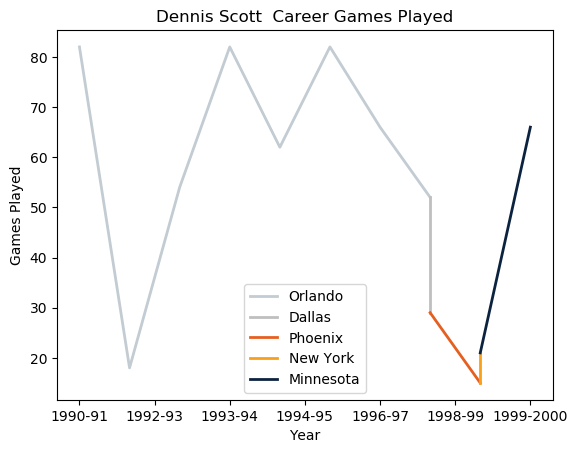 Dennis Scott  Career Games Played
Games Played
80
70
60
50
40
30
20
Orlando
Dallas
Phoenix
New York
Minnesota
1990-91 1992-93 1993-94 1994-95 1996-97 1998-99 1999-2000
Year